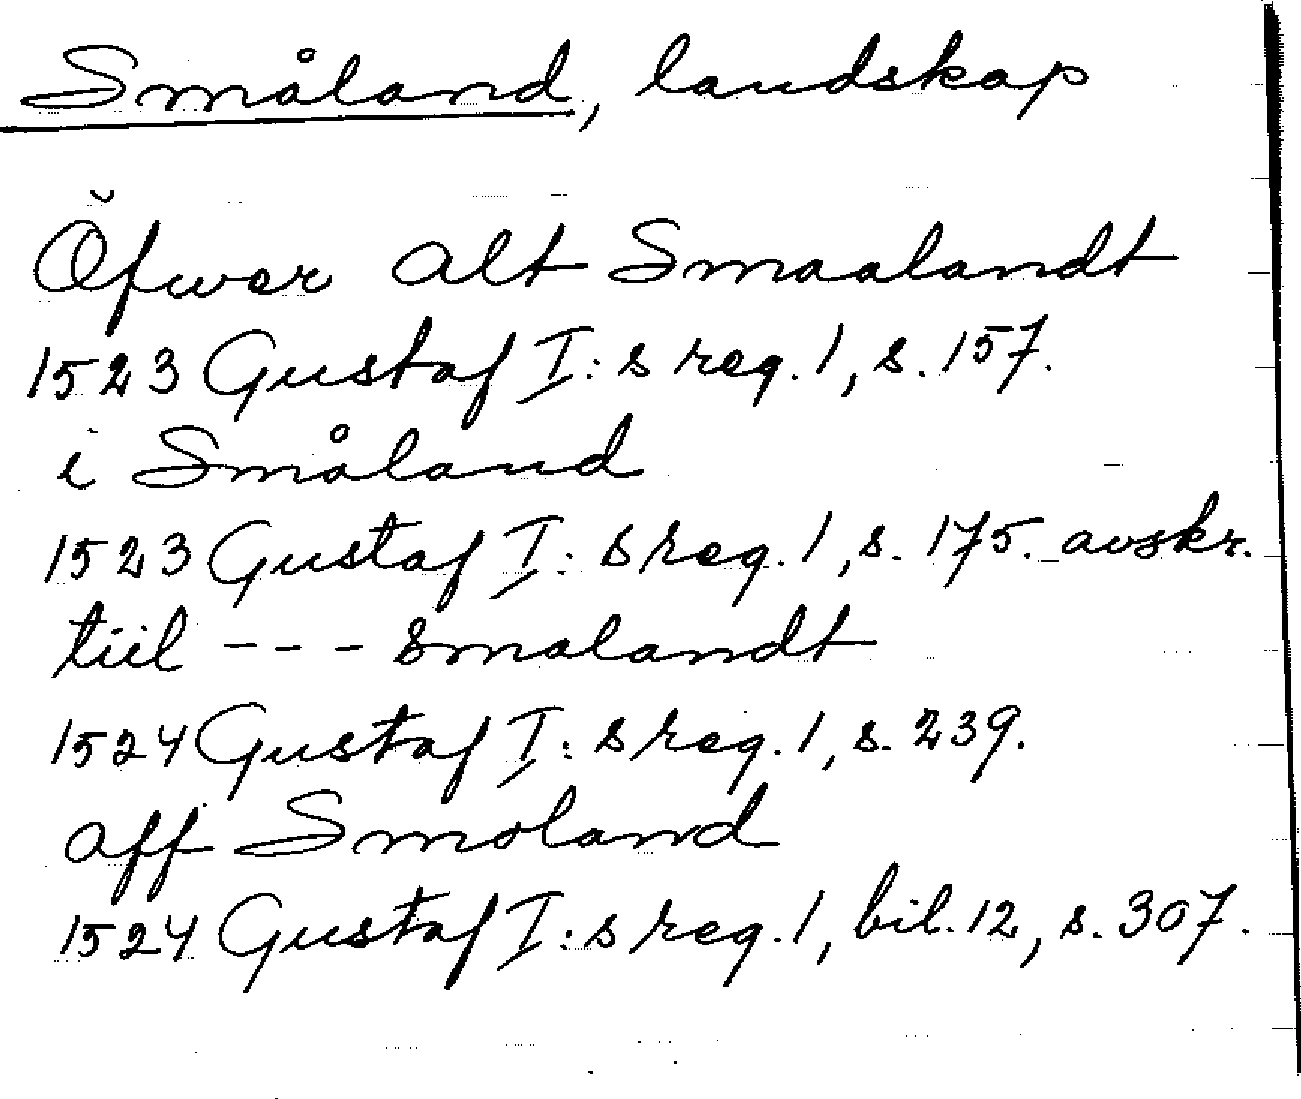 Småland, landskap
Öfwer alt Smaalandt
1523 Gustaf I:s reg. 1, s. 157.
i Småland
1523 Gustaf I:s reg. 1, s. 175. avskr.
tiil --- smalandt
1524 Gustaf I:s reg. 1, s. 239.
aff Smoland
1524 Gustaf I:s reg. 1, bil. 12, s. 307.